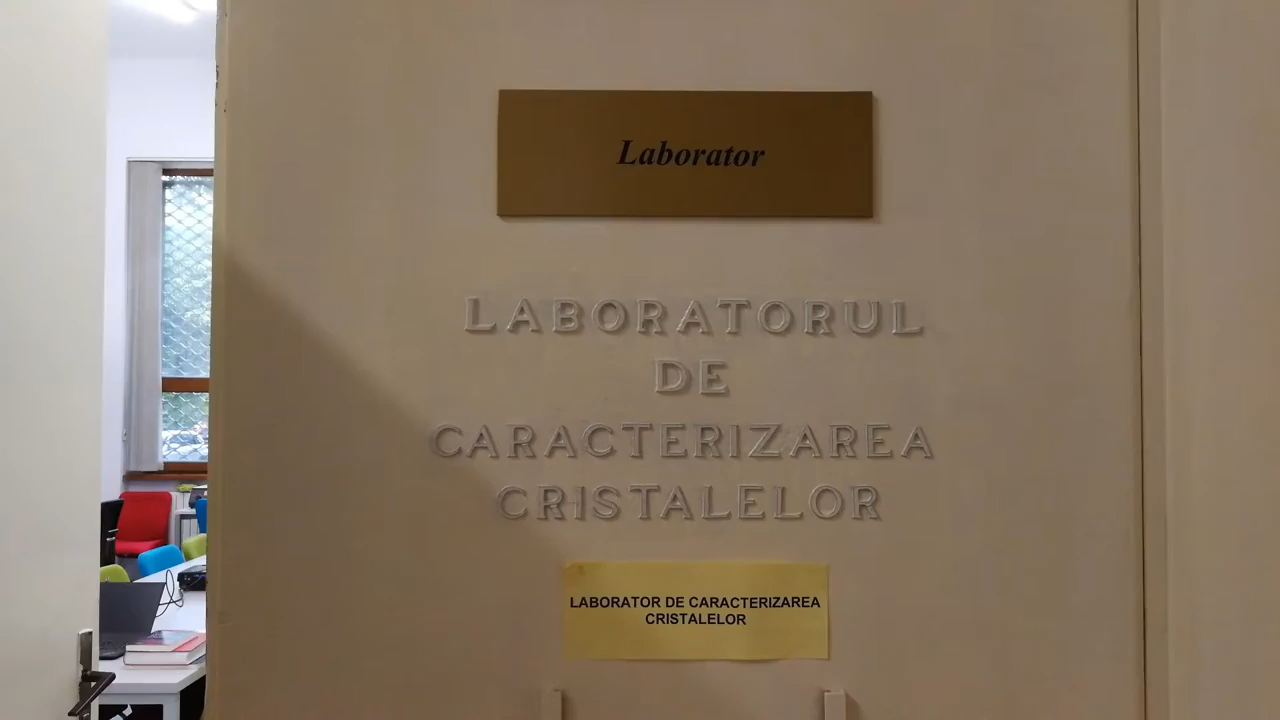 Laborator
LABORATORUL
DE
CARACTERIZAREA
CRISTALELOR
LABORATOR DE CARACTERIZAREA
CRISTALELOR